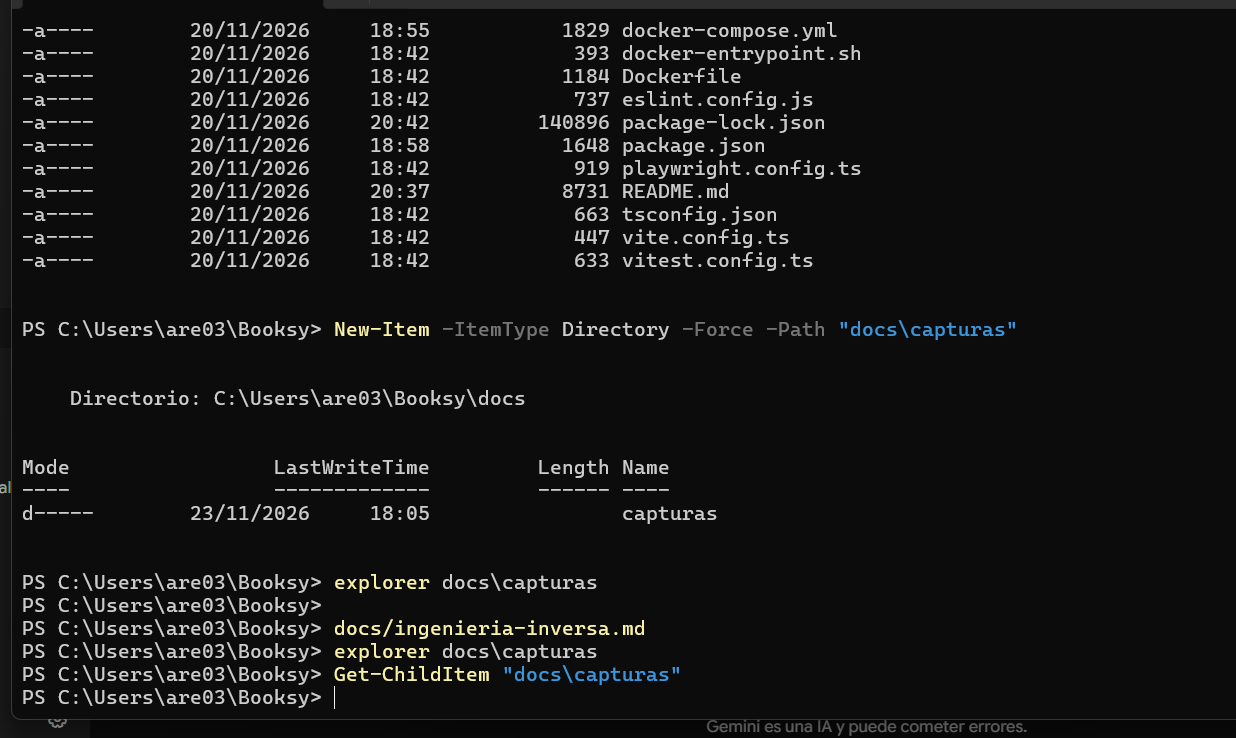 -a----        20/11/2026     18:55           1829 docker-compose.yml
-a----        20/11/2026     18:42            393 docker-entrypoint.sh
-a----        20/11/2026     18:42           1184 Dockerfile
-a----        20/11/2026     18:42            737 eslint.config.js
-a----        20/11/2026     20:42         140896 package-lock.json
-a----        20/11/2026     18:58           1648 package.json
-a----        20/11/2026     18:42            919 playwright.config.ts
-a----        20/11/2026     20:37           8731 README.md
-a----        20/11/2026     18:42            663 tsconfig.json
-a----        20/11/2026     18:42            447 vite.config.ts
-a----        20/11/2026     18:42            633 vitest.config.ts
PS C:\Users\are03\Booksy> New-Item -ItemType Directory -Force -Path "docs\capturas"
    Directorio: C:\Users\are03\Booksy\docs
Mode                 LastWriteTime         Length Name
----                 -------------         ------ ----
d-----        23/11/2026     18:05                capturas
PS C:\Users\are03\Booksy> explorer docs\capturas
PS C:\Users\are03\Booksy>
PS C:\Users\are03\Booksy> docs/ingenieria-inversa.md
PS C:\Users\are03\Booksy> explorer docs\capturas
PS C:\Users\are03\Booksy> Get-ChildItem "docs\capturas"
PS C:\Users\are03\Booksy>
al
Gemini es una IA y puede cometer errores.